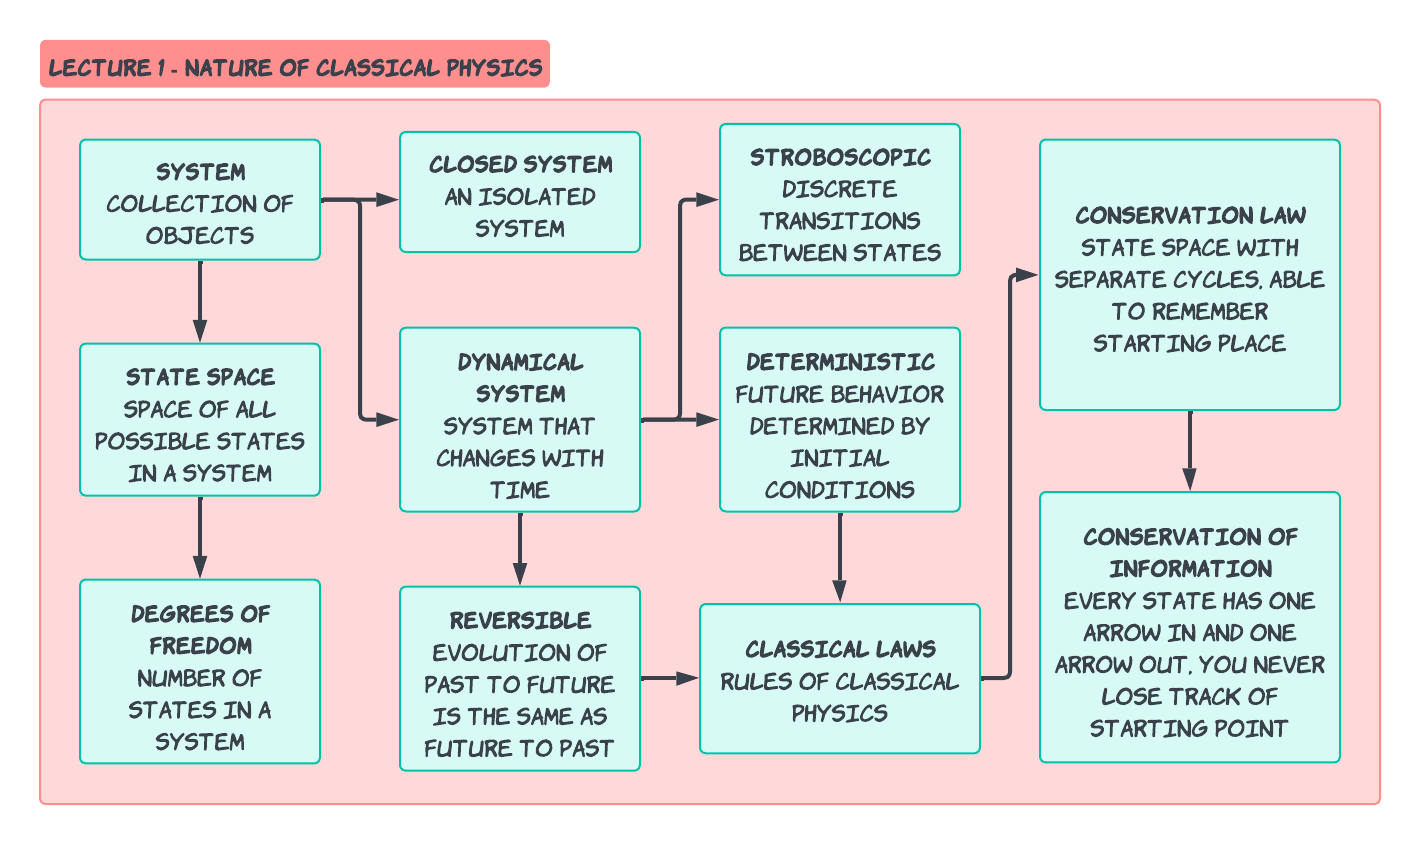 LECTURE 1 - NATURE OF CLASSICAL PHYSICS
SYSTEM
COLLECTION OF
OBJECTS
CLOSED SYSTEM
AN ISOLATED
SYSTEM
STROBOSCOPIC
DISCRETE
TRANSITIONS
BETWEEN STATES
CONSERVATION LAW
STATE SPACE WITH
SEPARATE CYCLES, ABLE
TO REMEMBER
STARTING PLACE
STATE SPACE
SPACE OF ALL
POSSIBLE STATES
IN A SYSTEM
DYNAMICAL
SYSTEM
SYSTEM THAT
CHANGES WITH
TIME
DETERMINISTIC
FUTURE BEHAVIOR
DETERMINED BY
INITIAL
CONDITIONS
CONSERVATION OF
INFORMATION
EVERY STATE HAS ONE
ARROW IN AND ONE
ARROW OUT, YOU NEVER
LOSE TRACK OF
STARTING POINT
DEGREES OF
FREEDOM
NUMBER OF
STATES IN A
SYSTEM
REVERSIBLE
EVOLUTION OF
PAST TO FUTURE
IS THE SAME AS
FUTURE TO PAST
CLASSICAL LAWS
RULES OF CLASSICAL
PHYSICS